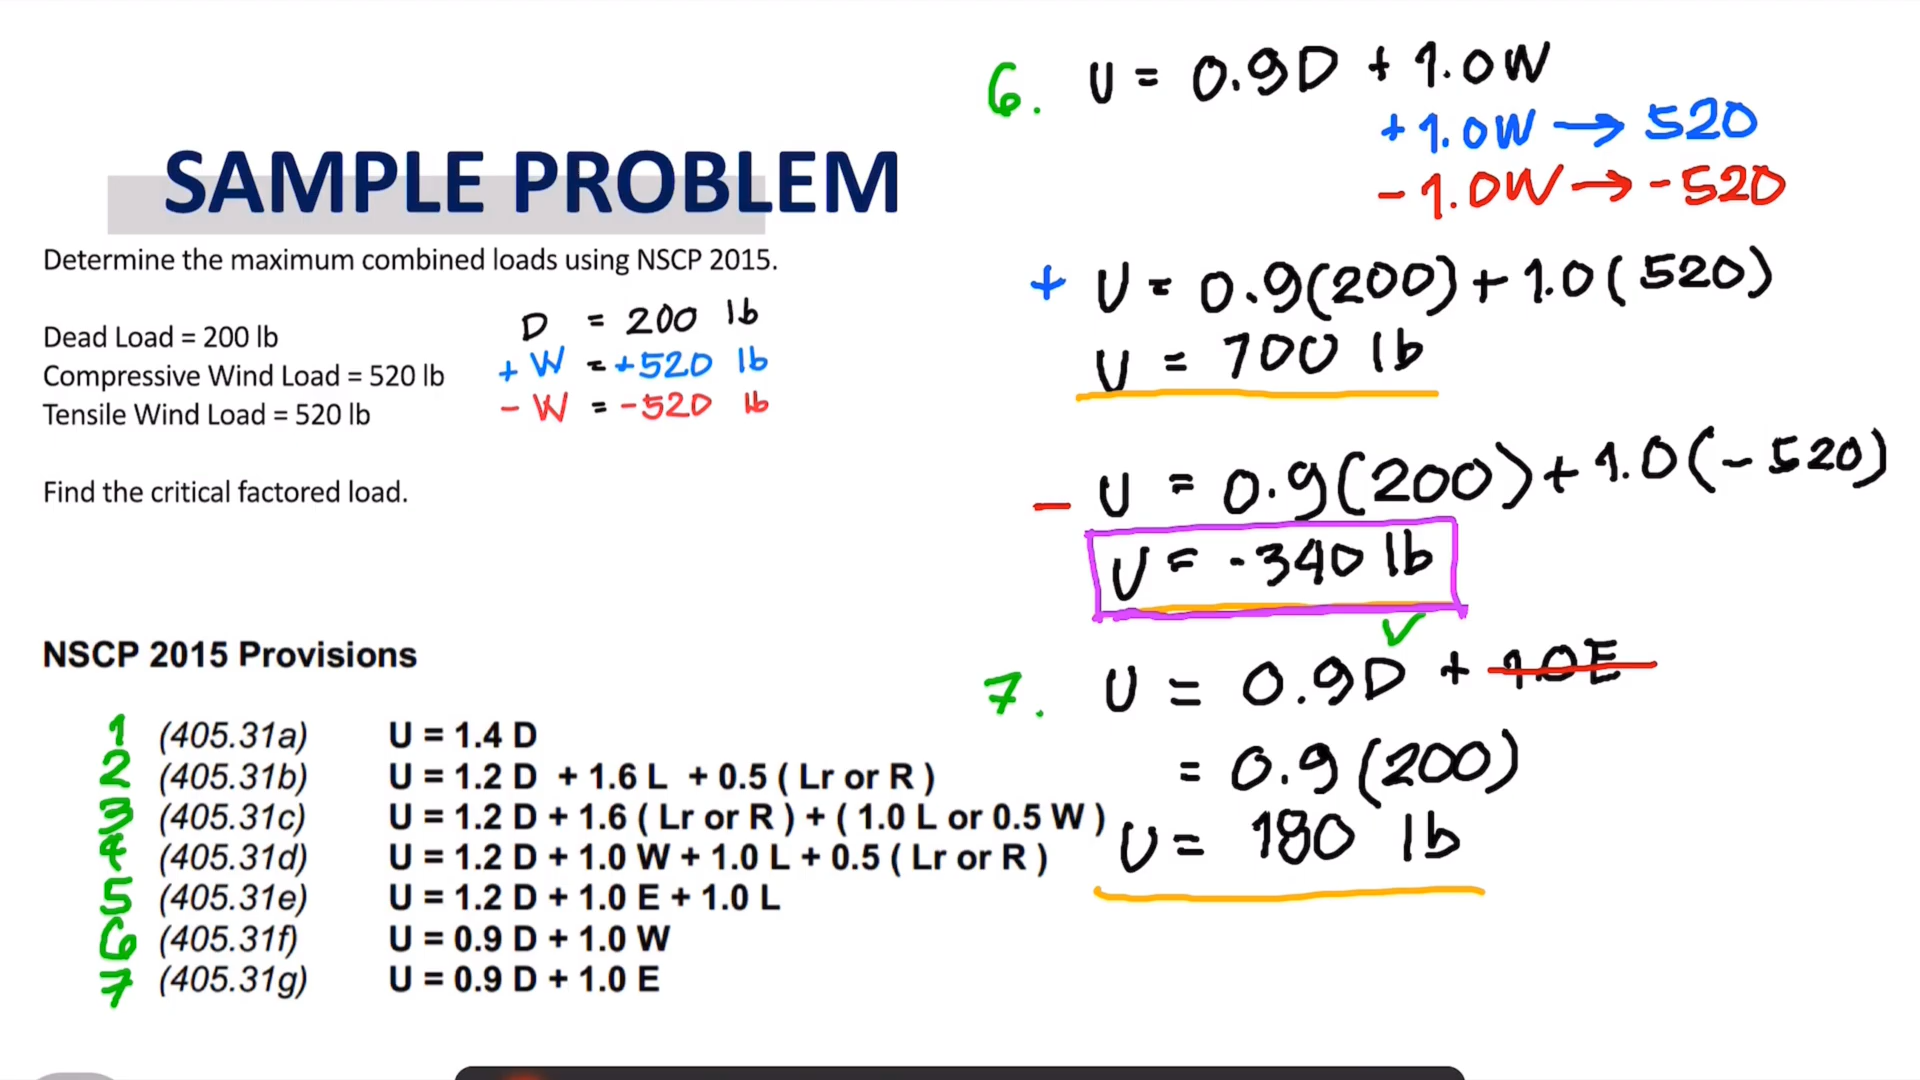 SAMPLE PROBLEM
Determine the maximum combined loads using NSCP 2015.
Dead Load = 200 lb
Compressive Wind Load = 520 lb
Tensile Wind Load = 520 lb
D = 200 lb
+ W = +520 lb
- W = -520 lb
Find the critical factored load.
NSCP 2015 Provisions
1 (405.31a) U = 1.4 D
2 (405.31b) U = 1.2 D + 1.6 L + 0.5 ( Lr or R )
3 (405.31c) U = 1.2 D + 1.6 ( Lr or R ) + ( 1.0 L or 0.5 W )
4 (405.31d) U = 1.2 D + 1.0 W + 1.0 L + 0.5 ( Lr or R )
5 (405.31e) U = 1.2 D + 1.0 E + 1.0 L
6 (405.31f) U = 0.9 D + 1.0 W
7 (405.31g) U = 0.9 D + 1.0 E
6. U = 0.9D + 1.0W
+ 1.0W → 520
- 1.0W → -520
+ U = 0.9(200) + 1.0(520)
U = 700 lb
- U = 0.9(200) + 1.0(-520)
U = -340 lb
7. U = 0.9D + 1.0E
= 0.9(200)
U = 180 lb